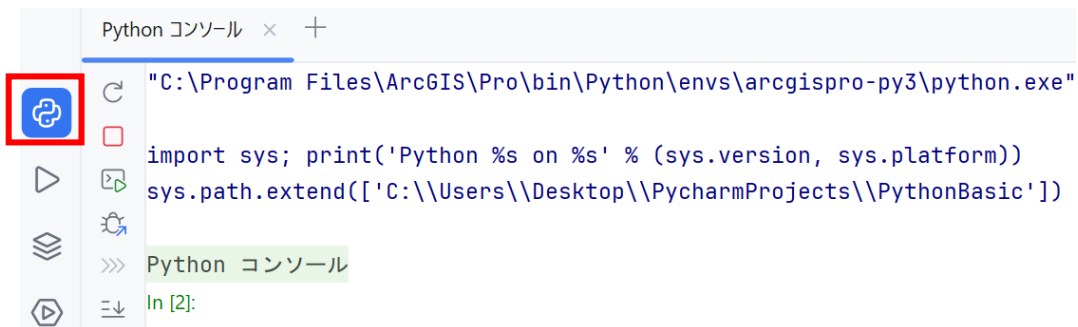 Python コンソール
"C:\Program Files\ArcGIS\Pro\bin\Python\envs\arcgispro-py3\python.exe"
import sys; print('Python %s on %s' % (sys.version, sys.platform))
sys.path.extend(['C:\\Users\\Desktop\\PycharmProjects\\PythonBasic'])
Python コンソール
In [2]: